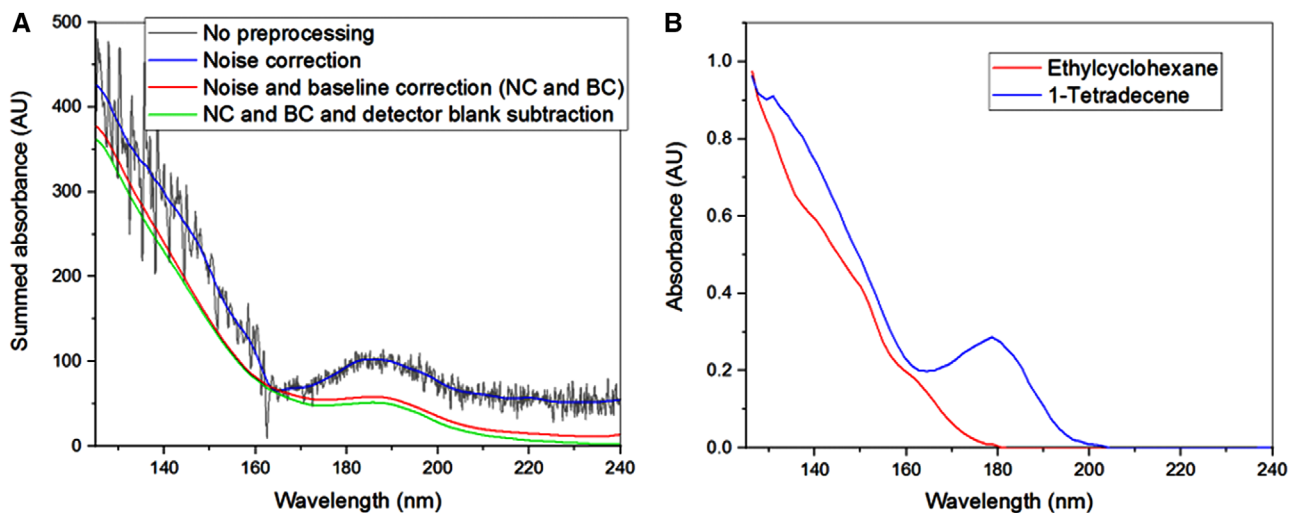 A
Summed absorbance (AU)
500
400
300
200
100
0
No preprocessing
Noise correction
Noise and baseline correction (NC and BC)
NC and BC and detector blank subtraction
140 160 180 200 220 240
Wavelength (nm)
B
Absorbance (AU)
1.0
0.8
0.6
0.4
0.2
0.0
Ethylcyclohexane
1-Tetradecene
140 160 180 200 220 240
Wavelength (nm)